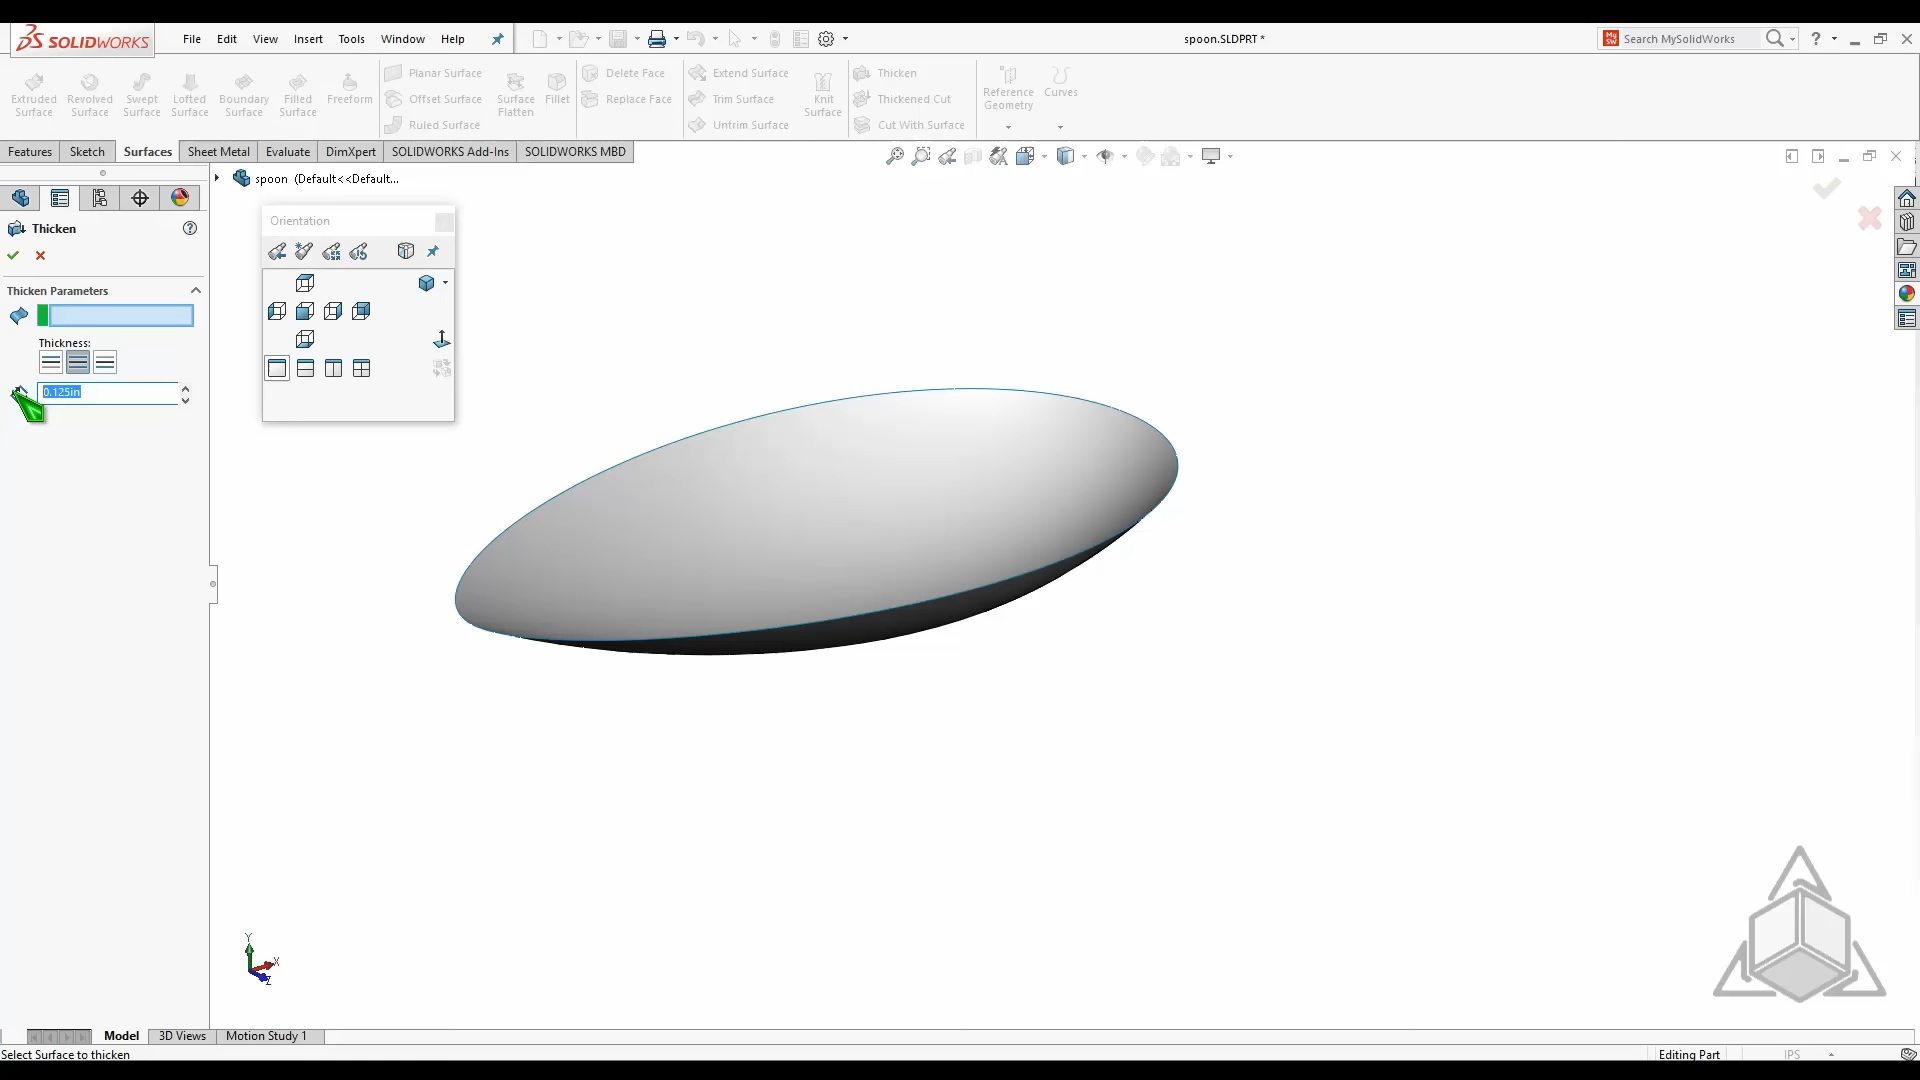 SOLIDWORKS File Edit View Insert Tools Window Help spoon.SLDPRT * Search MySolidWorks ?
Extruded Surface
Revolved Surface
Swept Surface
Lofted Surface
Boundary Surface
Filled Surface
Freeform
Planar Surface
Offset Surface
Ruled Surface
Surface Flatten
Fillet
Delete Face
Replace Face
Extend Surface
Trim Surface
Untrim Surface
Knit Surface
Thicken
Thickened Cut
Cut With Surface
Reference Geometry
Curves
Features Sketch Surfaces Sheet Metal Evaluate DimXpert SOLIDWORKS Add-Ins SOLIDWORKS MBD
spoon (Default<<Default...
Thicken
Thicken Parameters
Thickness:
0.125in
Orientation
Y
X
Z
Model 3D Views Motion Study 1
Select Surface to thicken Editing Part IPS